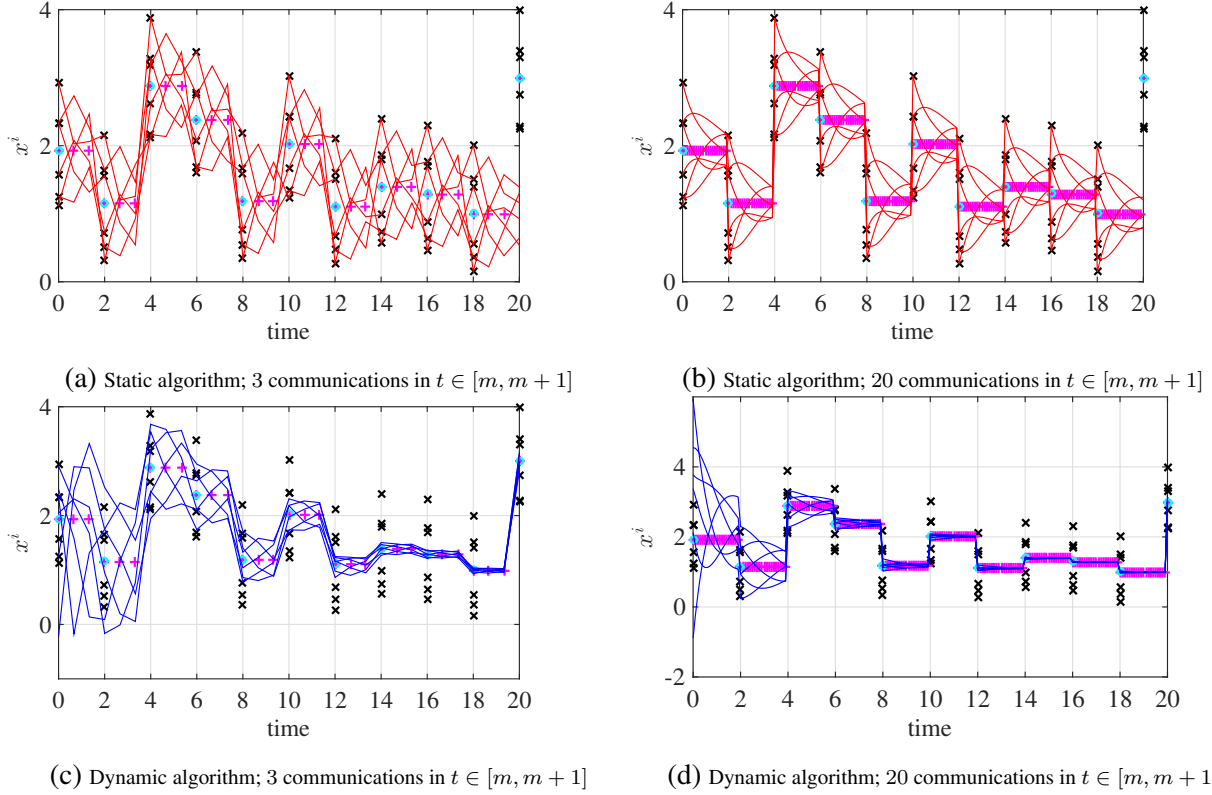 4
2
0
x^i
0 2 4 6 8 10 12 14 16 18 20
time
(a) Static algorithm; 3 communications in t ∈ [m, m + 1]
4
2
0
x^i
0 2 4 6 8 10 12 14 16 18 20
time
(b) Static algorithm; 20 communications in t ∈ [m, m + 1]
4
2
0
x^i
0 2 4 6 8 10 12 14 16 18 20
time
(c) Dynamic algorithm; 3 communications in t ∈ [m, m + 1]
4
2
0
-2
x^i
0 2 4 6 8 10 12 14 16 18 20
time
(d) Dynamic algorithm; 20 communications in t ∈ [m, m + 1